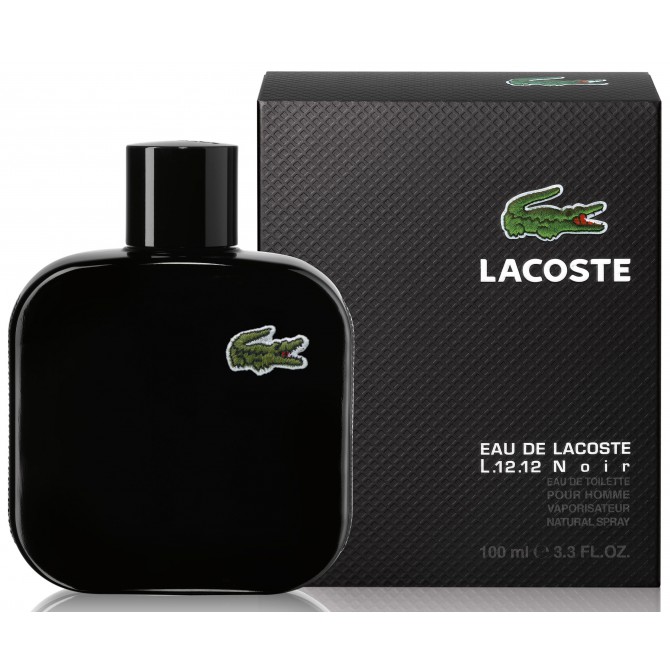 LACOSTE
EAU DE LACOSTE
L.12.12 Noir
EAU DE TOILETTE
POUR HOMME
VAPORISATEUR
NATURAL SPRAY
100 ml ℮ 3.3 FL.OZ.